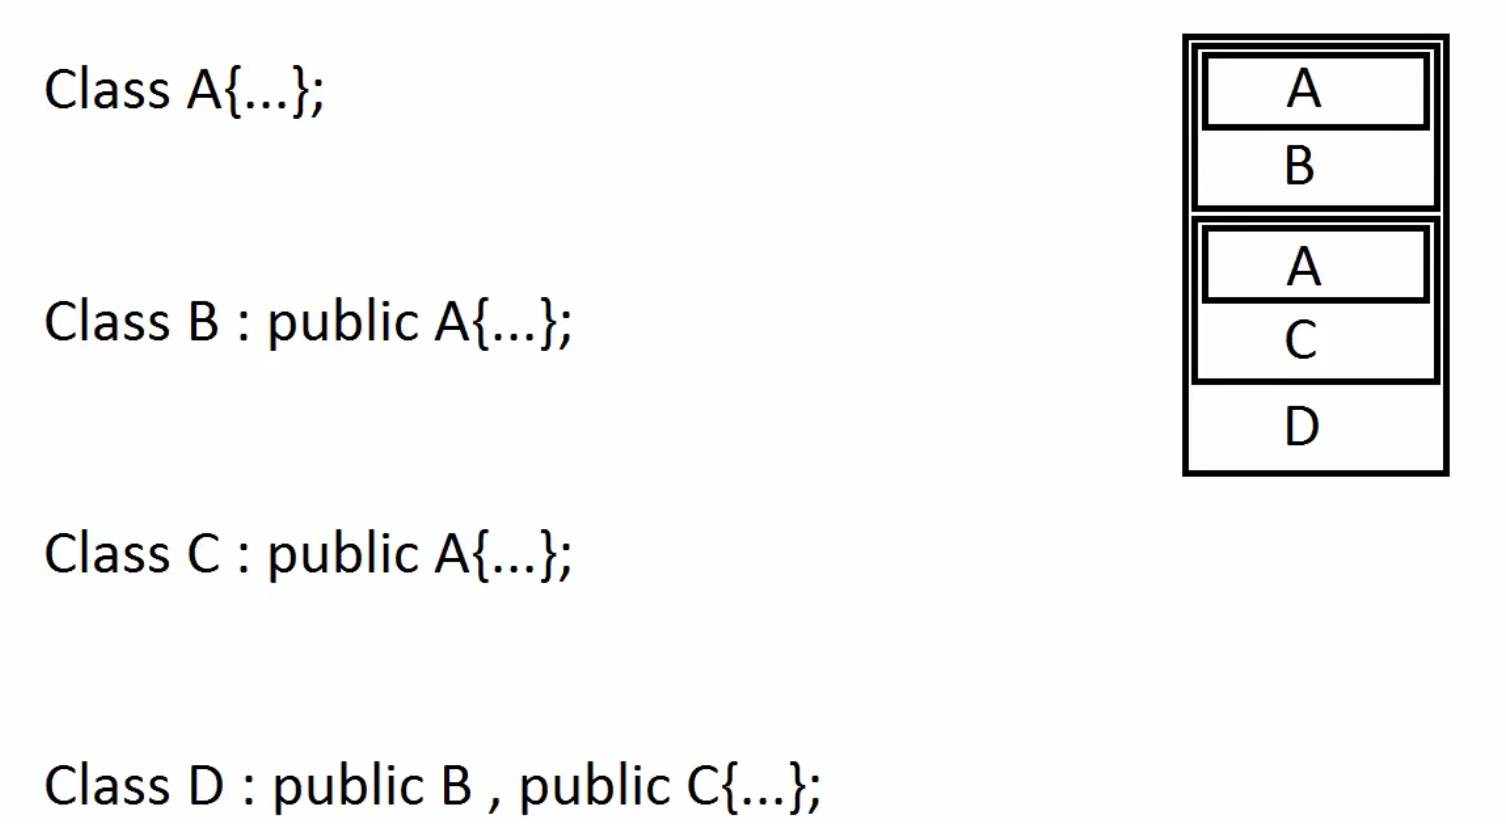 Class A{...};
Class B : public A{...};
Class C : public A{...};
Class D : public B , public C{...};
A
B
A
C
D